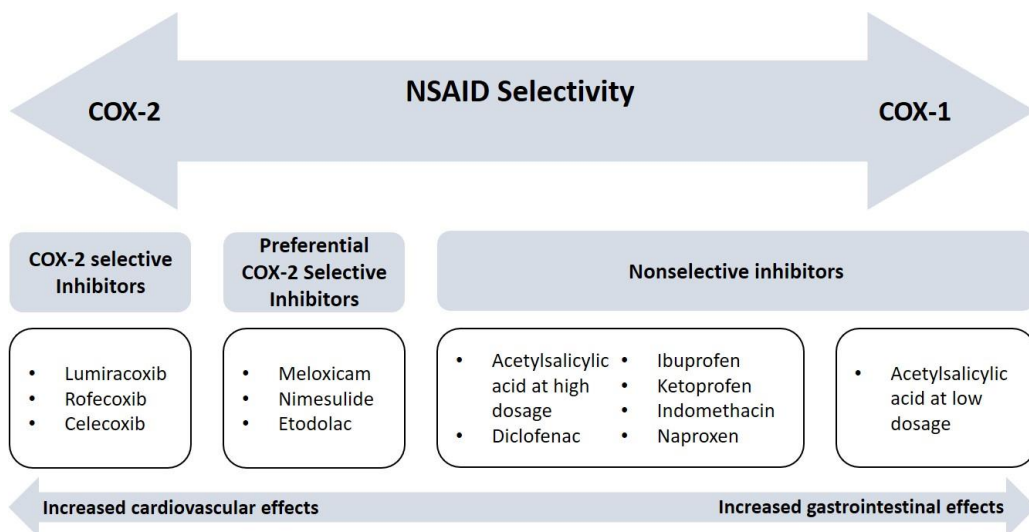 NSAID Selectivity
COX-2
COX-1
COX-2 selective
Inhibitors
Preferential
COX-2 Selective
Inhibitors
Nonselective inhibitors
• Lumiracoxib
• Rofecoxib
• Celecoxib
• Meloxicam
• Nimesulide
• Etodolac
• Acetylsalicylic
acid at high
dosage
• Diclofenac
• Ibuprofen
• Ketoprofen
• Indomethacin
• Naproxen
• Acetylsalicylic
acid at low
dosage
Increased cardiovascular effects
Increased gastrointestinal effects